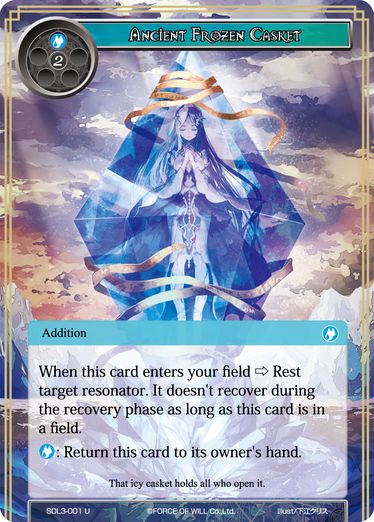 Ancient Frozen Casket
2
Addition
When this card enters your field ⇨ Rest
target resonator. It doesn't recover during
the recovery phase as long as this card is in
a field.
: Return this card to its owner's hand.
That icy casket holds all who open it.
SDL3-001 U ©FORCE OF WILL Co.,Ltd. Illust/下工クリス